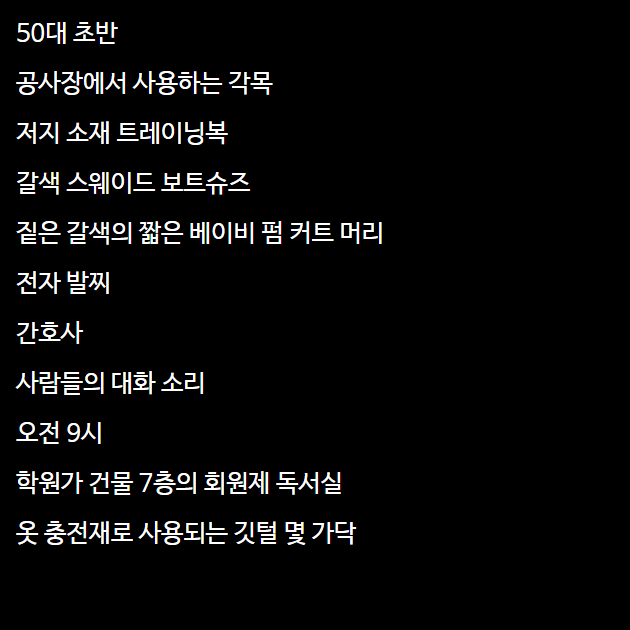 50대 초반
공사장에서 사용하는 각목
저지 소재 트레이닝복
갈색 스웨이드 보트슈즈
짙은 갈색의 짧은 베이비 펌 커트 머리
전자 발찌
간호사
사람들의 대화 소리
오전 9시
학원가 건물 7층의 회원제 독서실
옷 충전재로 사용되는 깃털 몇 가닥